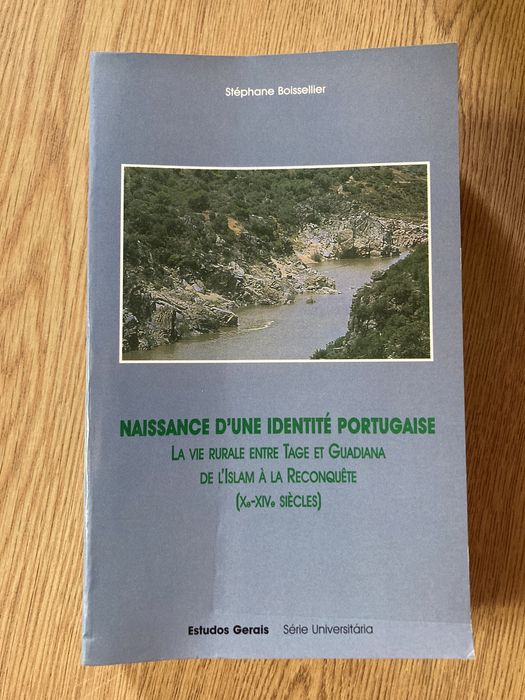 Stéphane Boissellier
NAISSANCE D'UNE IDENTITÉ PORTUGAISE
LA VIE RURALE ENTRE TAGE ET GUADIANA
DE L'ISLAM À LA RECONQUÊTE
(Xe-XIVe SIÈCLES)
Estudos Gerais Série Universitária